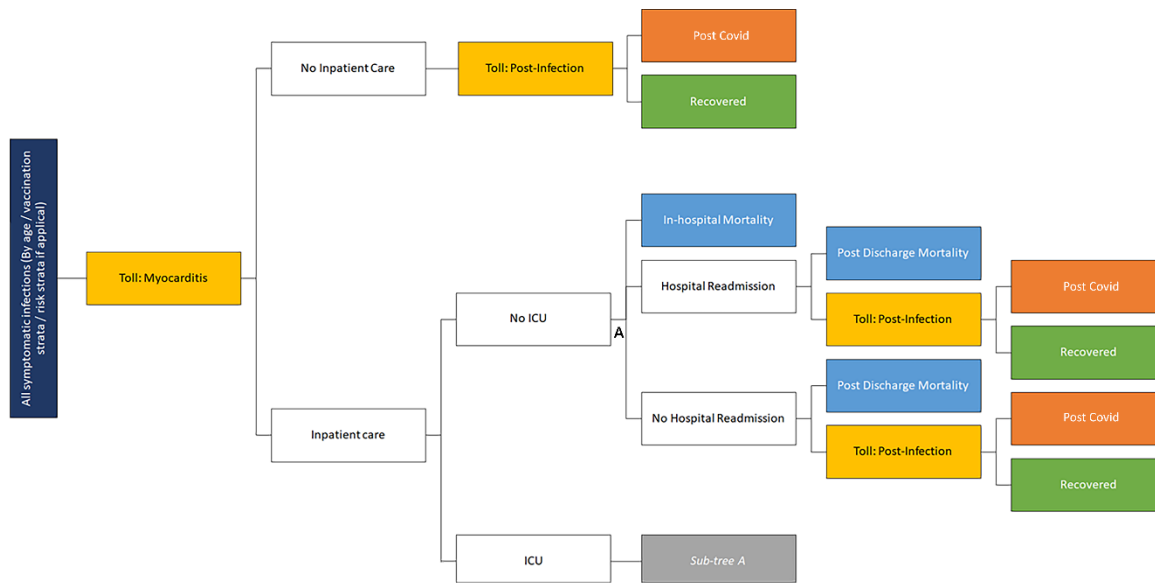 All symptomatic infections (By age / vaccination
strata / risk strata if applical)
Toll: Myocarditis
No Inpatient Care
Toll: Post-Infection
Post Covid
Recovered
Inpatient care
No ICU
A
In-hospital Mortality
Hospital Readmission
Post Discharge Mortality
Toll: Post-Infection
Post Covid
Recovered
No Hospital Readmission
Post Discharge Mortality
Toll: Post-Infection
Post Covid
Recovered
ICU
Sub-tree A